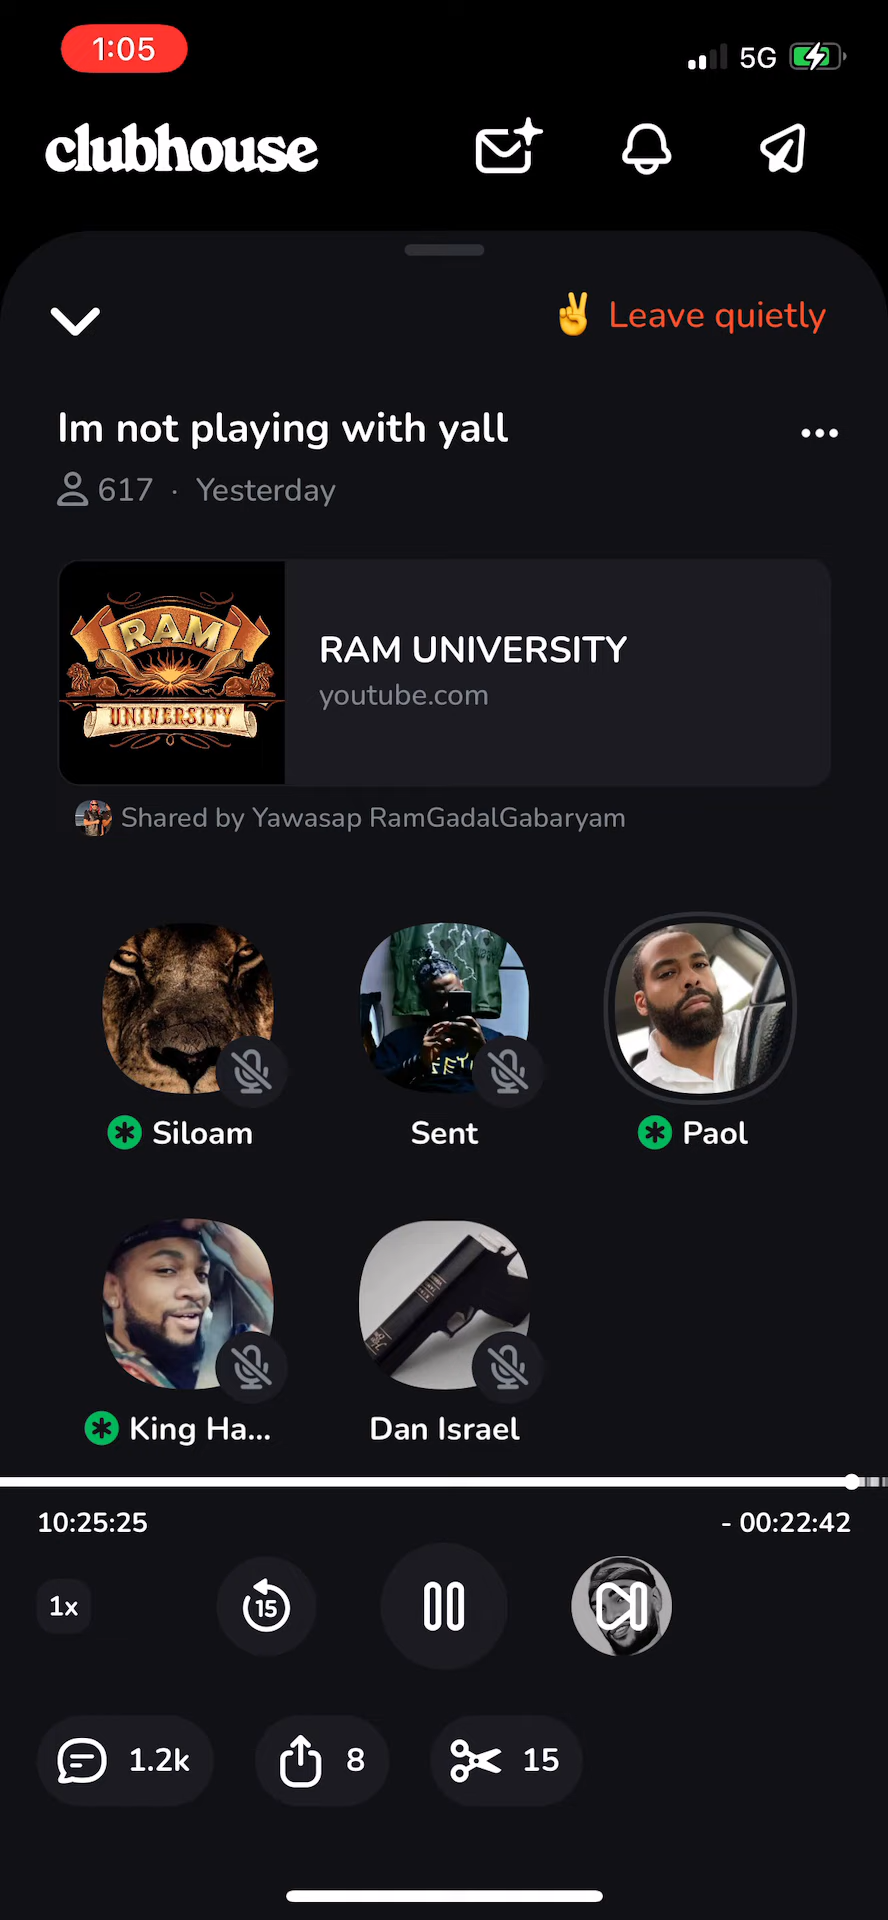 1:05
5G
clubhouse
✌️ Leave quietly
Im not playing with yall
617 · Yesterday
RAM
UNIVERSITY
RAM UNIVERSITY
youtube.com
Shared by Yawasap RamGadalGabaryam
Siloam
Sent
Paol
King Ha...
Dan Israel
10:25:25
- 00:22:42
1x
15
1.2k
8
15